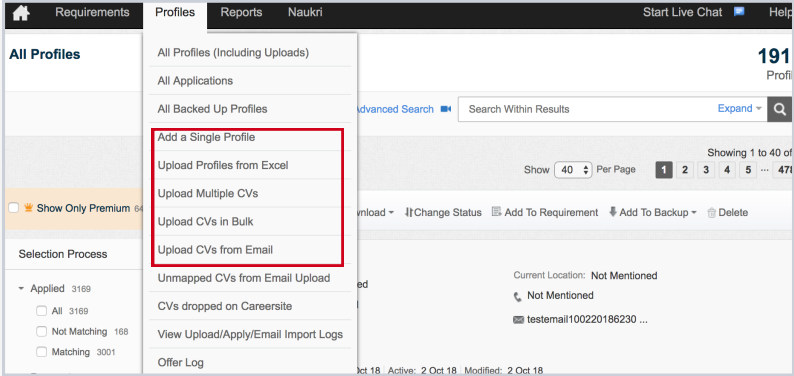 Requirements Profiles Reports Naukri Start Live Chat Help
All Profiles
191
All Profiles (Including Uploads)
All Applications
All Backed Up Profiles
Add a Single Profile
Upload Profiles from Excel
Upload Multiple CVs
Upload CVs in Bulk
Upload CVs from Email
Unmapped CVs from Email Upload
CVs dropped on Careersite
View Upload/Apply/Email Import Logs
Offer Log
Advanced Search Search Within Results Expand
Showing 1 to 40 of
Show 40 Per Page 1 2 3 4 5 ... 478
Show Only Premium 64
Change Status Add To Requirement Add To Backup Delete
Selection Process
Applied 3169
All 3169
Not Matching 168
Matching 3001
Current Location: Not Mentioned
Not Mentioned
testemail100220186230 ...
Oct 18 Active: 2 Oct 18 Modified: 2 Oct 18